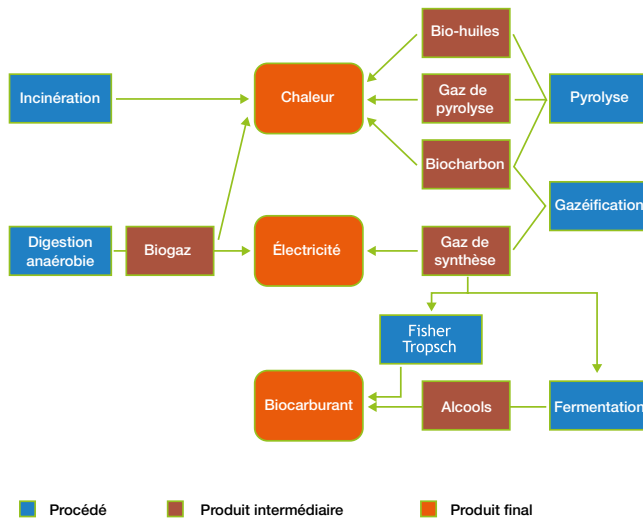 Bio-huiles
Incinération
Chaleur
Gaz de
pyrolyse
Pyrolyse
Biocharbon
Gazéification
Digestion
anaérobie
Biogaz
Électricité
Gaz de
synthèse
Fisher
Tropsch
Biocarburant
Alcools
Fermentation
Procédé
Produit intermédiaire
Produit final